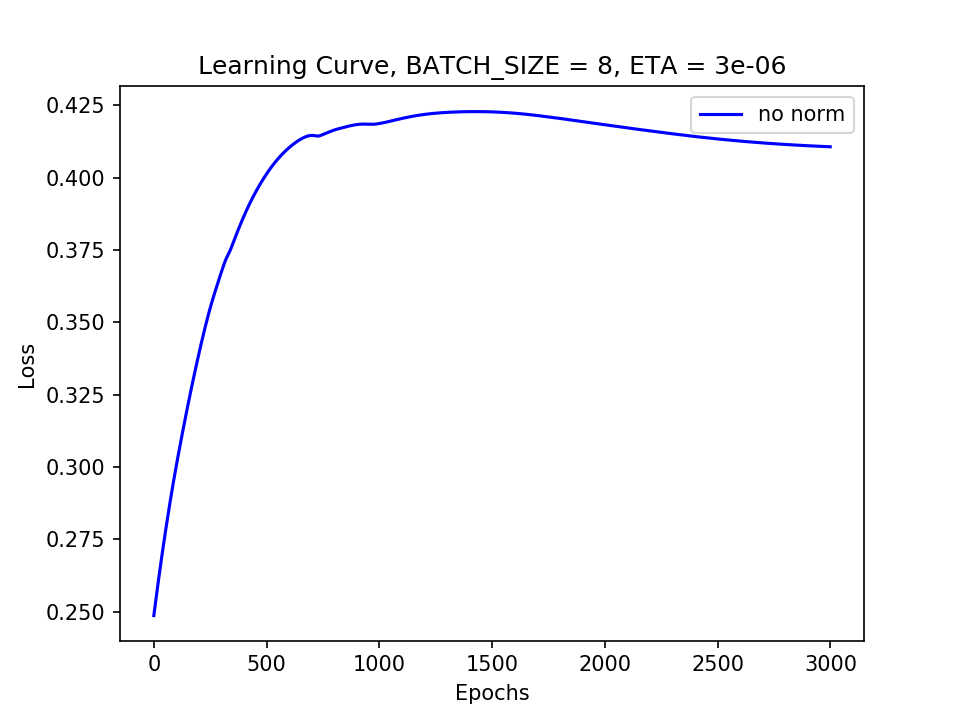 Learning Curve, BATCH_SIZE = 8, ETA = 3e-06
no norm
0.425
0.400
0.375
0.350
0.325
0.300
0.275
0.250
Loss
0 500 1000 1500 2000 2500 3000
Epochs